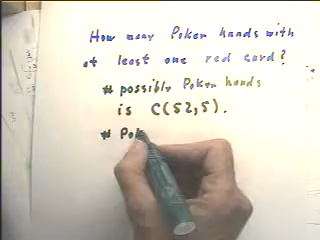 How many Poker hands with
at least one red card?
# possible Poker hands
is C(52,5).
# Pok